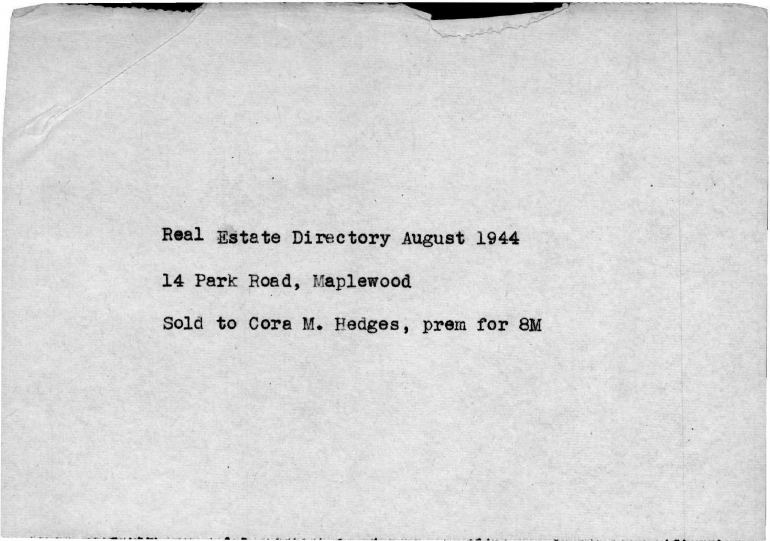 Real Estate Directory August 1944
14 Park Road, Maplewood
Sold to Cora M. Hedges, prem for 8M